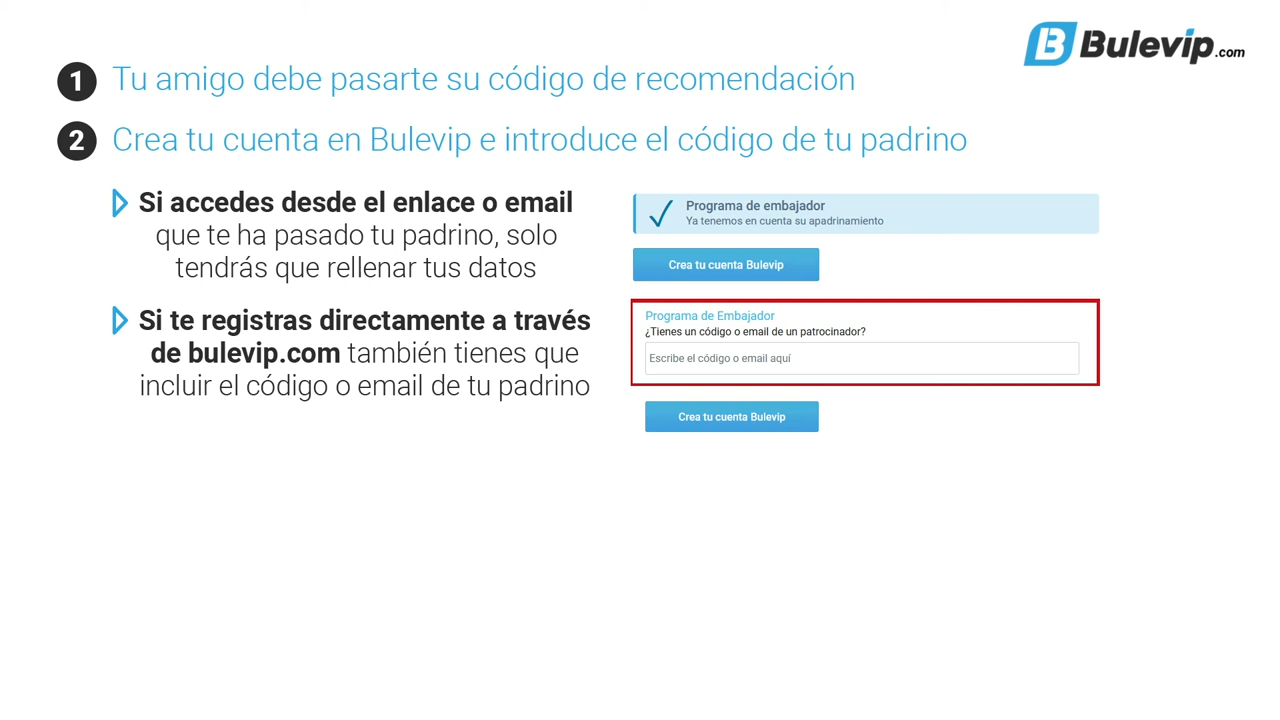 Bulevip.com
1 Tu amigo debe pasarte su código de recomendación
2 Crea tu cuenta en Bulevip e introduce el código de tu padrino
Si accedes desde el enlace o email
que te ha pasado tu padrino, solo
tendrás que rellenar tus datos
Programa de embajador
Ya tenemos en cuenta su apadrinamiento
Crea tu cuenta Bulevip
Si te registras directamente a través
de bulevip.com también tienes que
incluir el código o email de tu padrino
Programa de Embajador
¿Tienes un código o email de un patrocinador?
Escribe el código o email aquí
Crea tu cuenta Bulevip